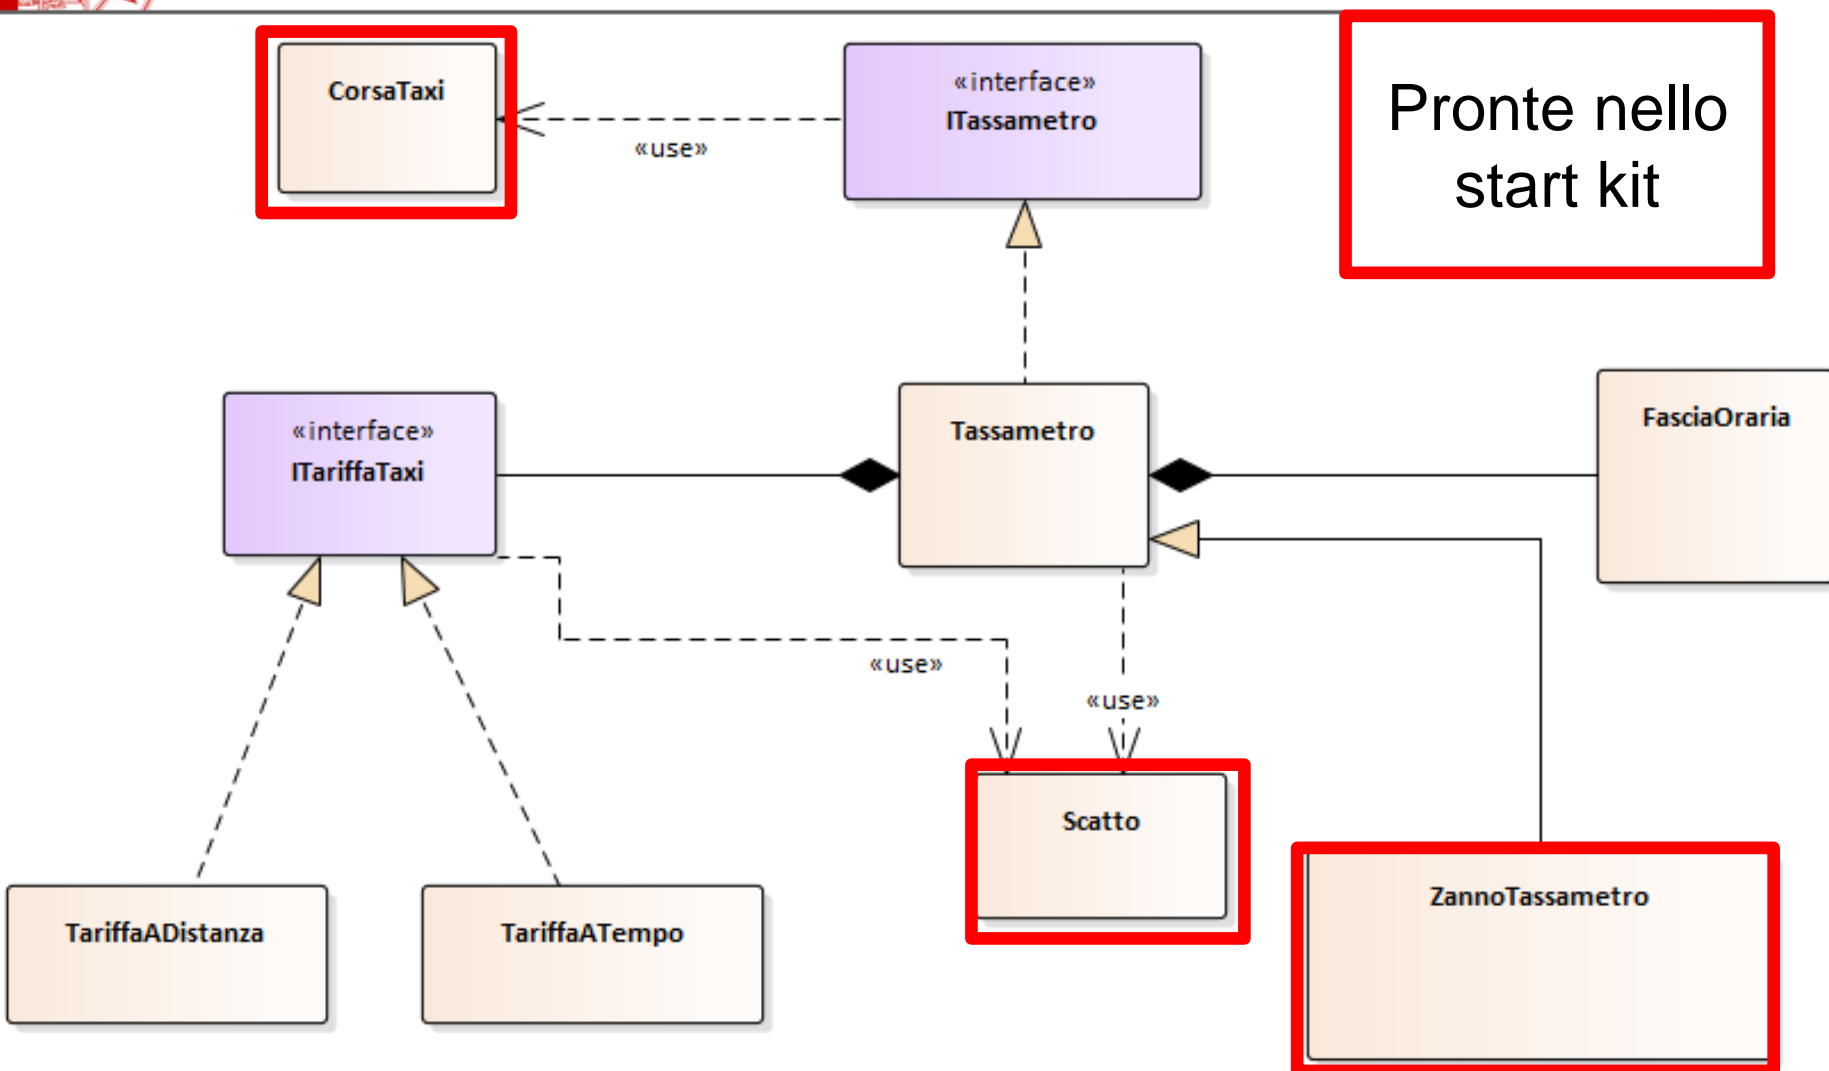 CorsaTaxi
«interface»
ITassametro
Pronte nello
start kit
«use»
«interface»
ITariffaTaxi
Tassametro
FasciaOraria
«use»
«use»
Scatto
ZannoTassametro
TariffaADistanza
TariffaATempo